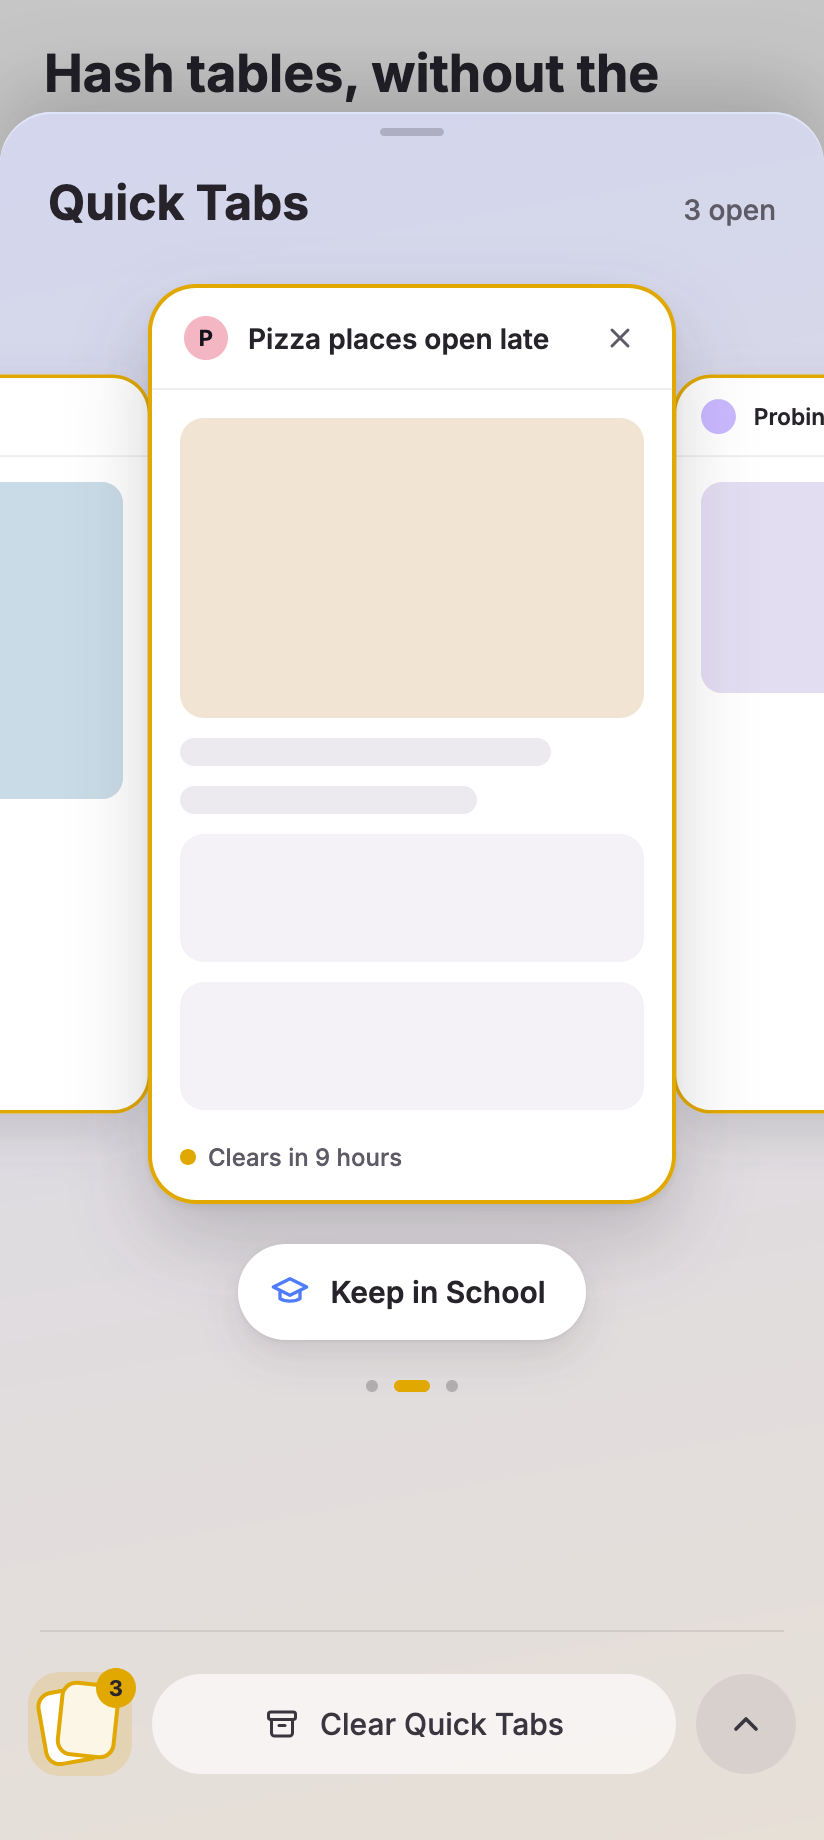 Hash tables, without the
Quick Tabs
3 open
P
Pizza places open late
Clears in 9 hours
Keep in School
3
Clear Quick Tabs